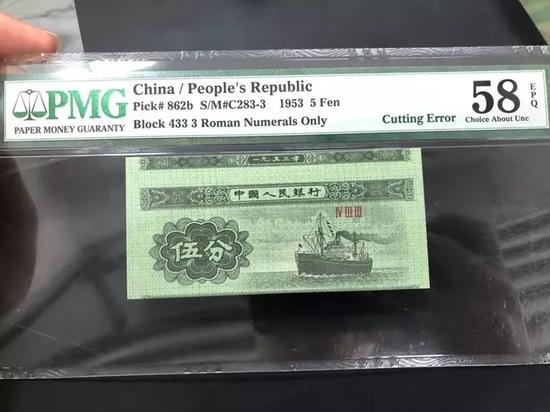 PMG
PAPER MONEY GUARANTY
China / People's Republic
Pick# 862b S/M#C283-3 1953 5 Fen
Block 433 3 Roman Numerals Only
Cutting Error
58 EPQ
Choice About Unc
一九五三年
中國人民銀行
IV III III
伍分